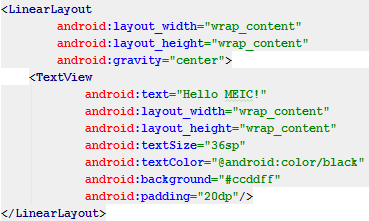 <LinearLayout
android:layout_width="wrap_content"
android:layout_height="wrap_content"
android:gravity="center">
<TextView
android:text="Hello MEIC!"
android:layout_width="wrap_content"
android:layout_height="wrap_content"
android:textSize="36sp"
android:textColor="@android:color/black"
android:background="#ccddff"
android:padding="20dp"/>
</LinearLayout>